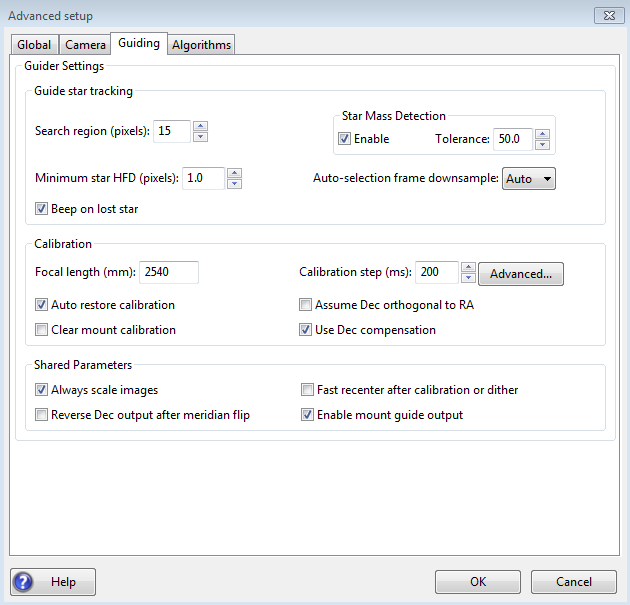 Advanced setup
Global Camera Guiding Algorithms
Guider Settings
Guide star tracking
Search region (pixels): 15
Star Mass Detection
Enable Tolerance: 50.0
Minimum star HFD (pixels): 1.0 Auto-selection frame downsample: Auto
Beep on lost star
Calibration
Focal length (mm): 2540 Calibration step (ms): 200 Advanced...
Auto restore calibration Assume Dec orthogonal to RA
Clear mount calibration Use Dec compensation
Shared Parameters
Always scale images Fast recenter after calibration or dither
Reverse Dec output after meridian flip Enable mount guide output
? Help OK Cancel